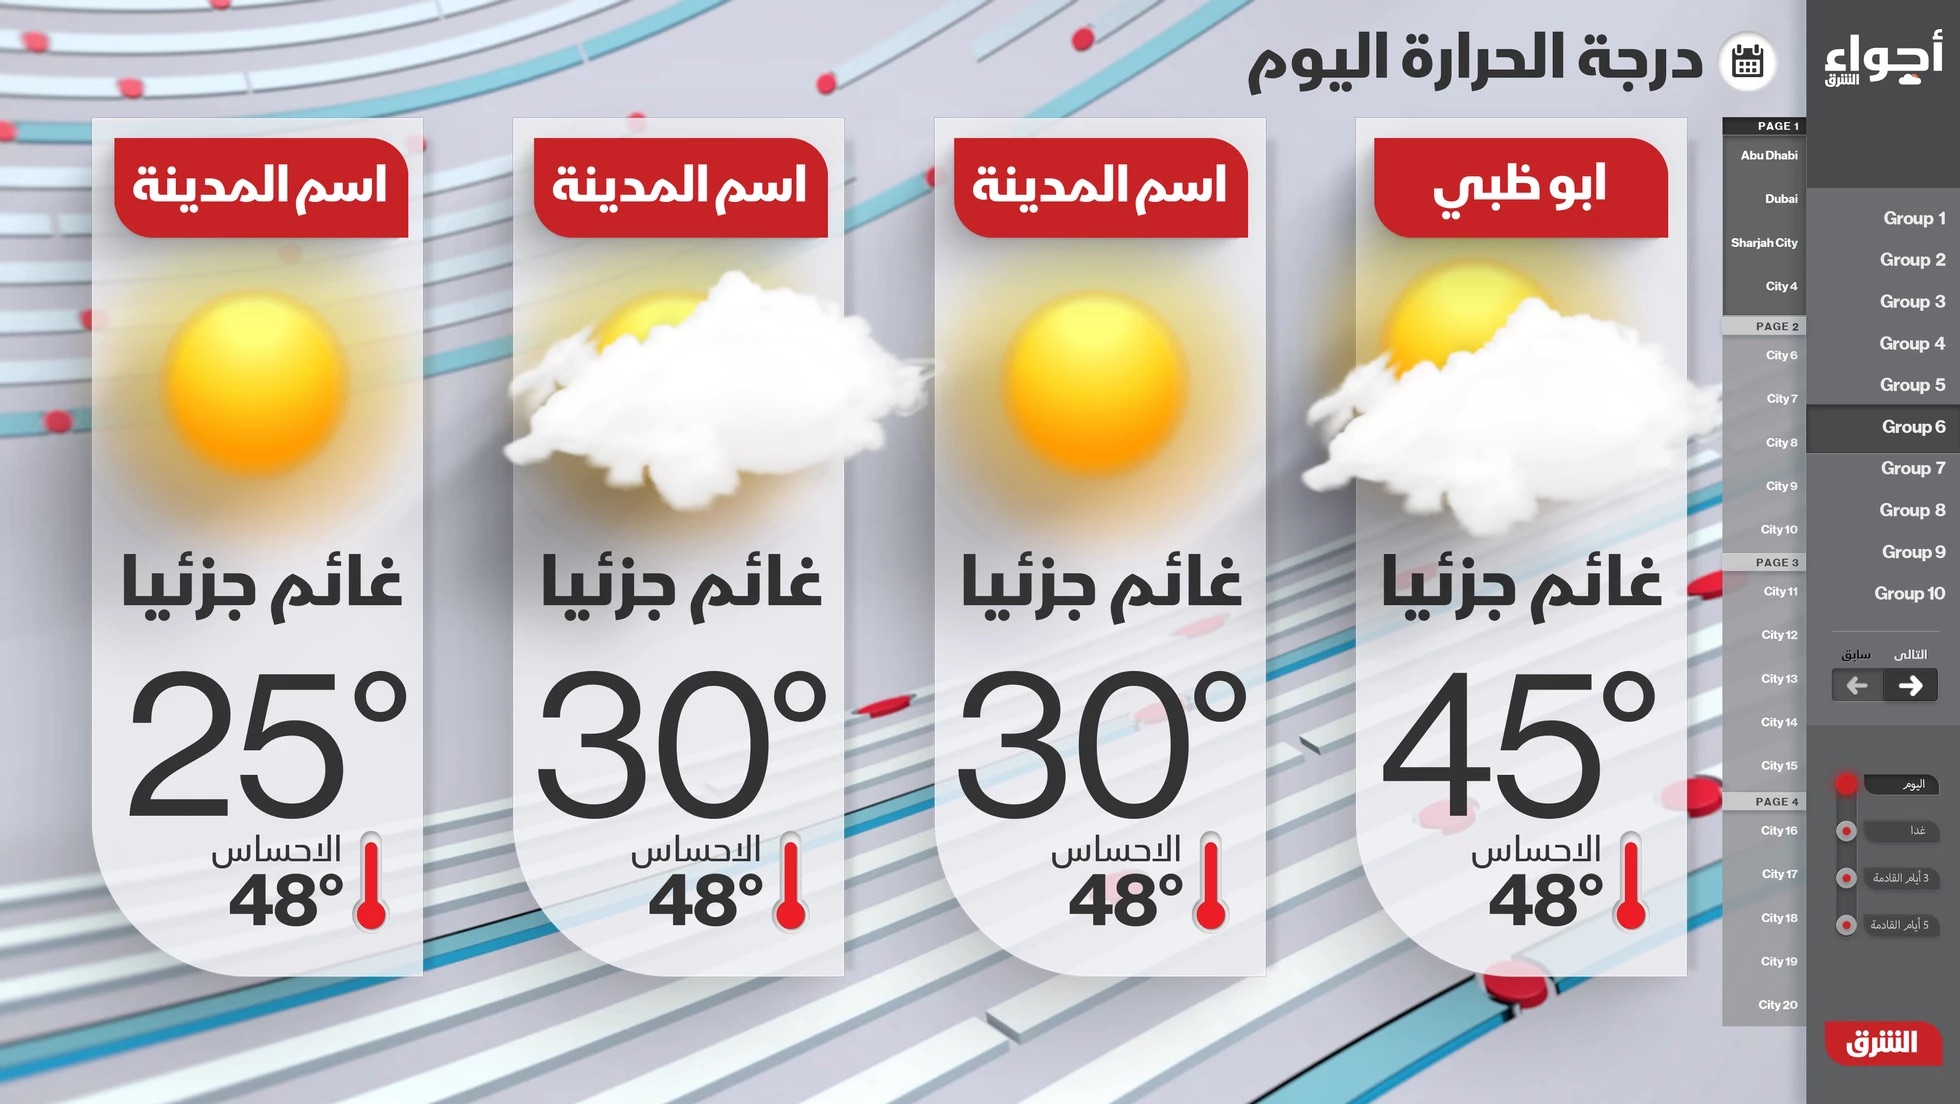 أجواء
الشرق
درجة الحرارة اليوم
ابو ظبي
غائم جزئيا
45°
الاحساس
48°
اسم المدينة
غائم جزئيا
30°
الاحساس
48°
اسم المدينة
غائم جزئيا
30°
الاحساس
48°
اسم المدينة
غائم جزئيا
25°
الاحساس
48°
PAGE 1
Abu Dhabi
Dubai
Sharjah City
City 4
PAGE 2
City 6
City 7
City 8
City 9
City 10
PAGE 3
City 11
City 12
City 13
City 14
City 15
PAGE 4
City 16
City 17
City 18
City 19
City 20
Group 1
Group 2
Group 3
Group 4
Group 5
Group 6
Group 7
Group 8
Group 9
Group 10
التالى سابق
اليوم
غدا
3 أيام القادمة
5 أيام القادمة
الشرق